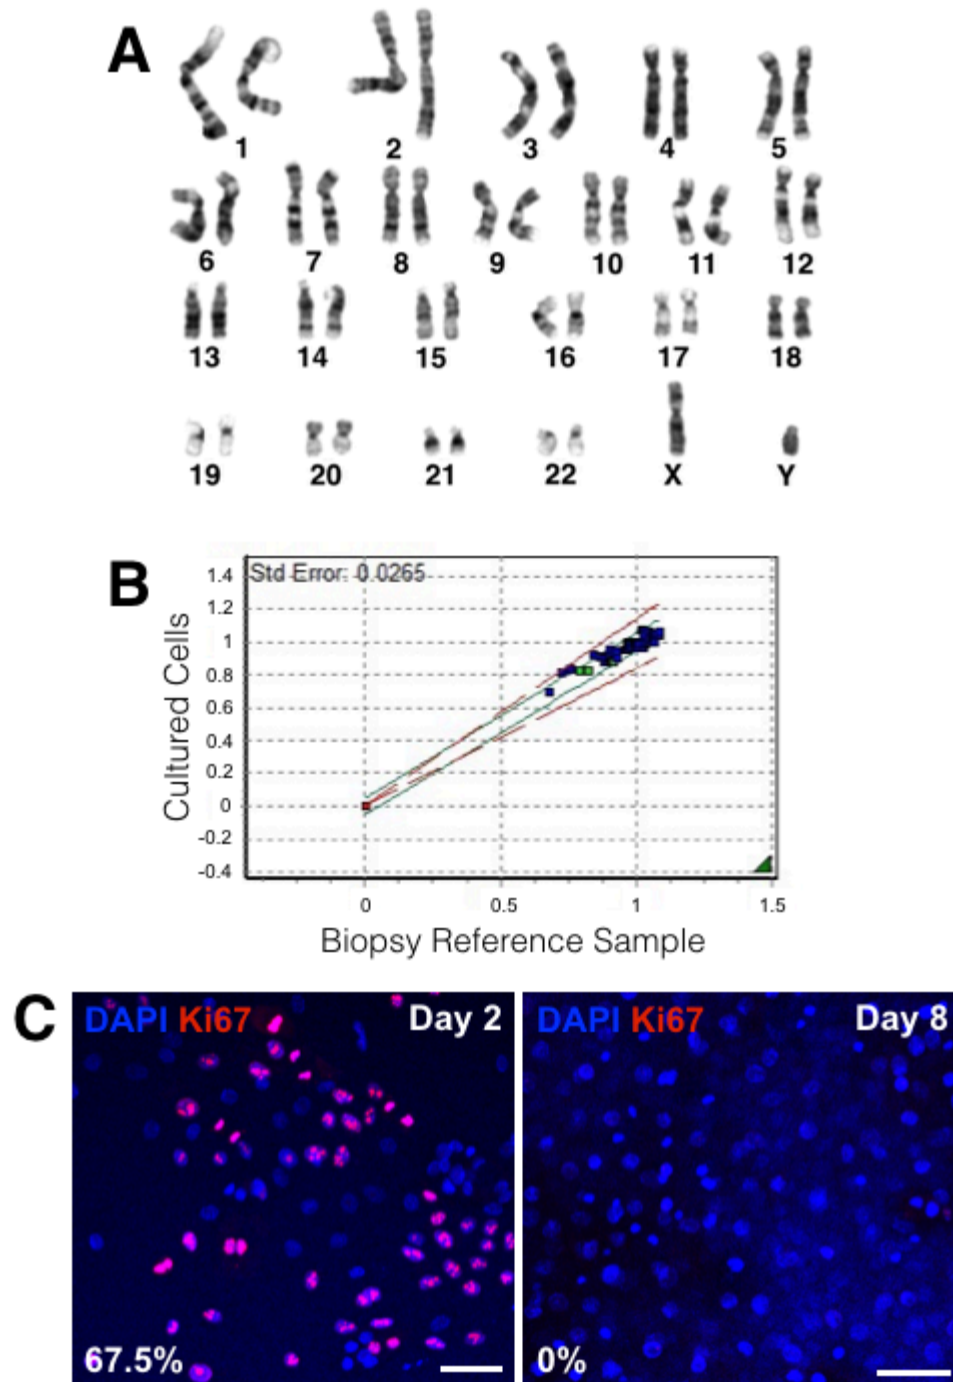 A
1 2 3 4 5
6 7 8 9 10 11 12
13 14 15 16 17 18
19 20 21 22 X Y
B
Std Error: 0.0265
1.4
1.2
1
0.8
0.6
0.4
0.2
0
-0.2
-0.4
Cultured Cells
0 0.5 1 1.5
Biopsy Reference Sample
C
DAPI Ki67 Day 2
67.5%
DAPI Ki67 Day 8
0%